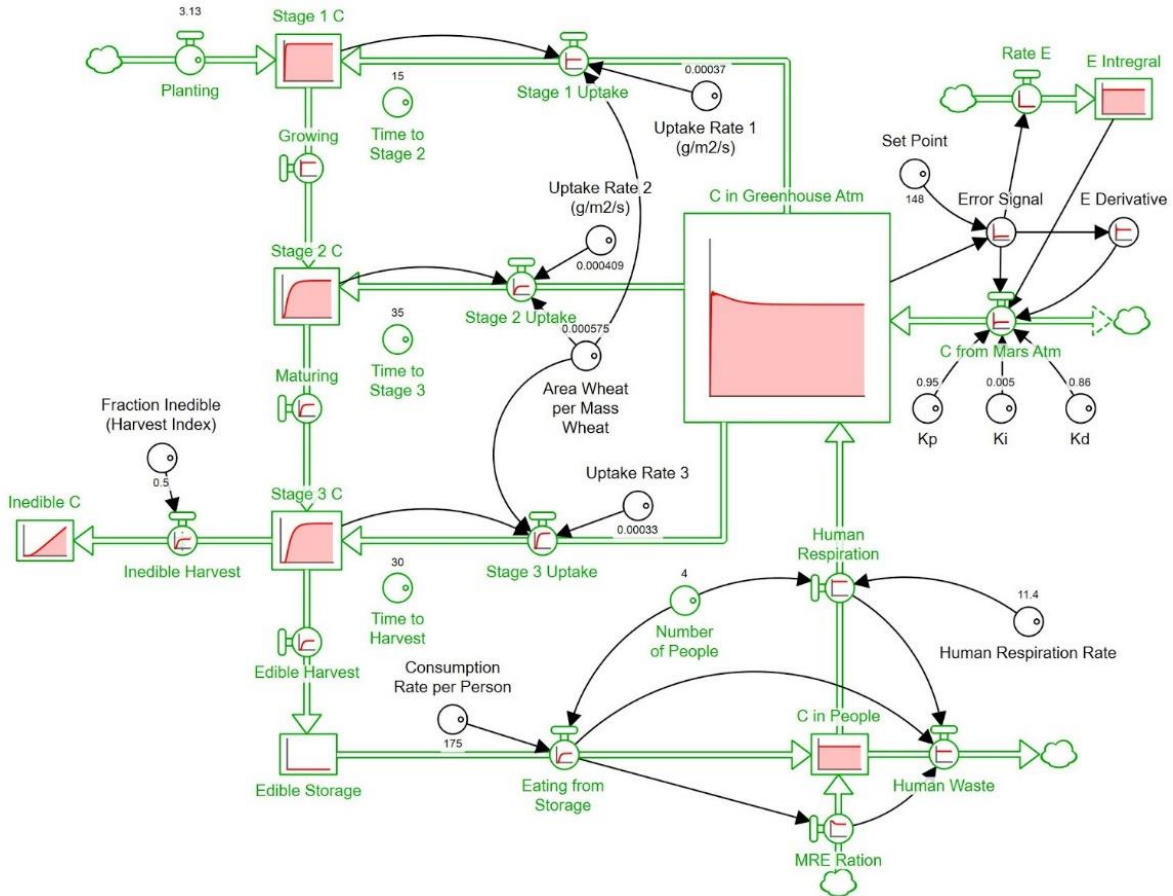 3.13
Planting
Stage 1 C
Stage 1 Uptake
0.00037
Uptake Rate 1
(g/m2/s)
15
Time to
Stage 2
Growing
Rate E
E Intregral
Set Point
148
Error Signal
E Derivative
C in Greenhouse Atm
Uptake Rate 2
(g/m2/s)
0.000409
Stage 2 C
Stage 2 Uptake
35
Time to
Stage 3
0.000575
Area Wheat
per Mass
Wheat
C from Mars Atm
0.95
Kp
0.005
Ki
0.86
Kd
Maturing
Fraction Inedible
(Harvest Index)
0.5
Uptake Rate 3
0.00033
Inedible C
Inedible Harvest
Stage 3 C
Stage 3 Uptake
30
Time to
Harvest
Human
Respiration
4
Number
of People
11.4
Human Respiration Rate
Edible Harvest
Consumption
Rate per Person
175
Edible Storage
Eating from
Storage
C in People
Human Waste
MRE Ration